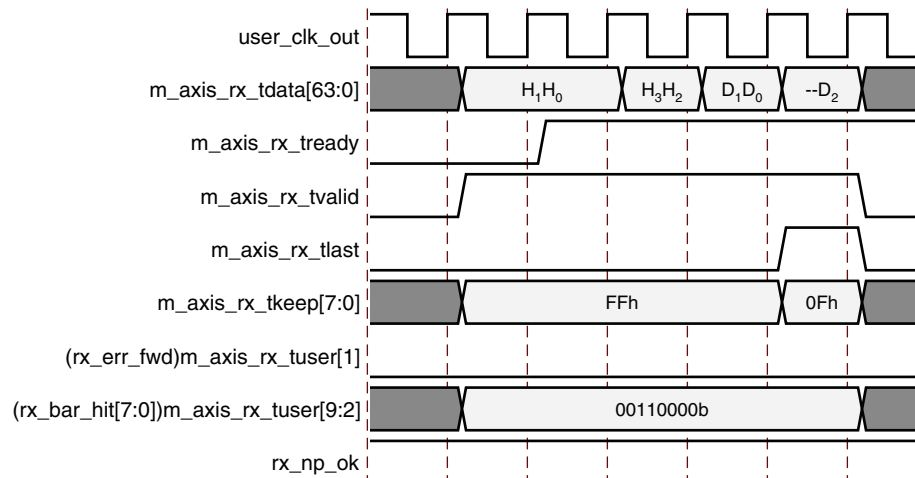 user_clk_out
m_axis_rx_tdata[63:0] H₁H₀ H₃H₂ D₁D₀ --D₂
m_axis_rx_tready
m_axis_rx_tvalid
m_axis_rx_tlast
m_axis_rx_tkeep[7:0] FFh 0Fh
(rx_err_fwd)m_axis_rx_tuser[1]
(rx_bar_hit[7:0])m_axis_rx_tuser[9:2] 00110000b
rx_np_ok